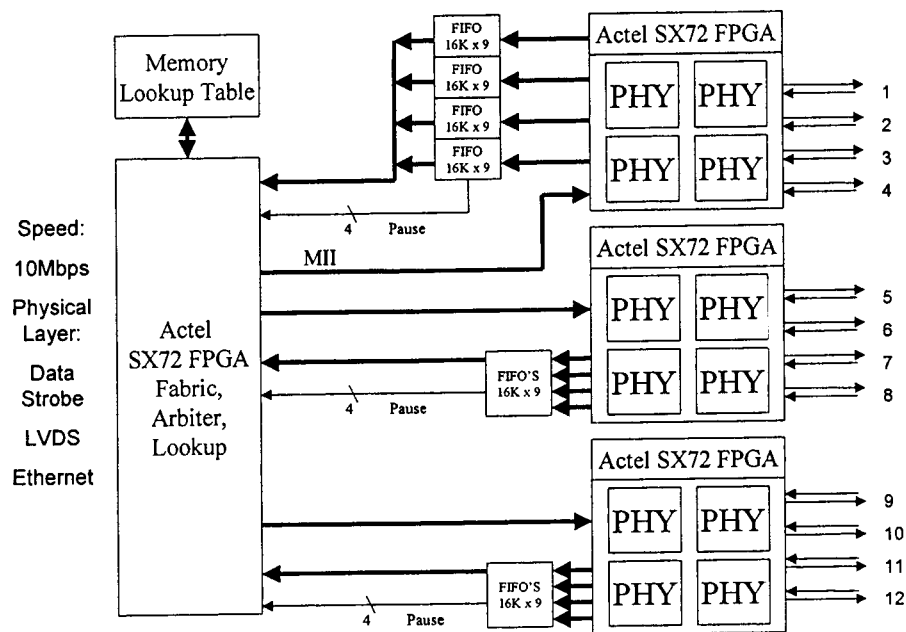 Speed:
10Mbps
Physical
Layer:
Data
Strobe
LVDS
Ethernet
Memory
Lookup Table
Actel
SX72 FPGA
Fabric,
Arbiter,
Lookup
FIFO
16K x 9
FIFO
16K x 9
FIFO
16K x 9
FIFO
16K x 9
4
Pause
MII
Actel SX72 FPGA
PHY PHY
PHY PHY
1
2
3
4
Actel SX72 FPGA
PHY PHY
PHY PHY
FIFO'S
16K x 9
4
Pause
5
6
7
8
Actel SX72 FPGA
PHY PHY
PHY PHY
FIFO'S
16K x 9
4
Pause
9
10
11
12